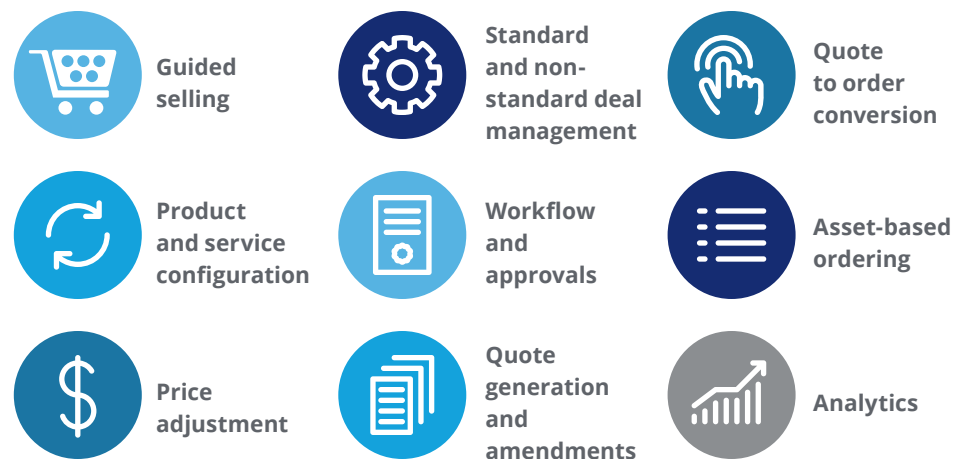 Guided
selling
Standard
and non-
standard deal
management
Quote
to order
conversion
Product
and service
configuration
Workflow
and
approvals
Asset-based
ordering
Price
adjustment
Quote
generation
and
amendments
Analytics